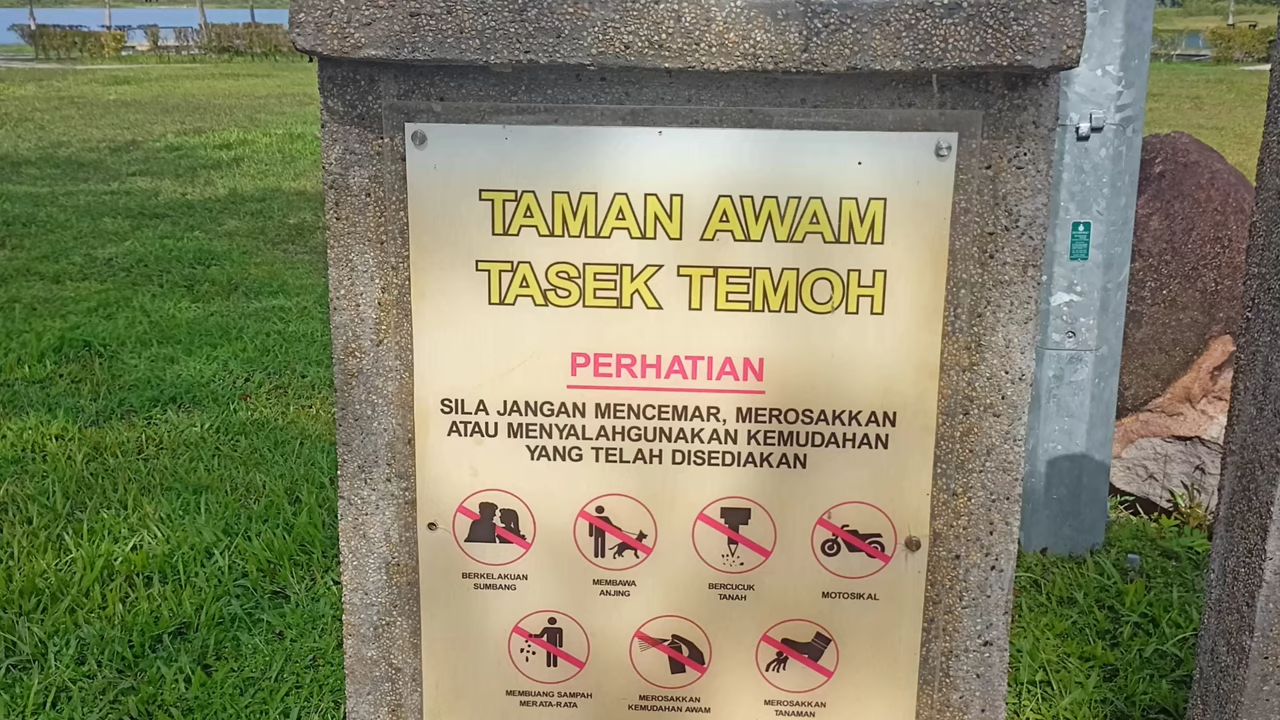 TAMAN AWAM
TASEK TEMOH
PERHATIAN
SILA JANGAN MENCEMAR, MEROSAKKAN
ATAU MENYALAHGUNAKAN KEMUDAHAN
YANG TELAH DISEDIAKAN
BERKELAKUAN
SUMBANG
MEMBAWA
ANJING
BERCUCUK
TANAH
MOTOSIKAL
MEMBUANG SAMPAH
MERATA-RATA
MEROSAKKAN
KEMUDAHAN AWAM
MEROSAKKAN
TANAMAN